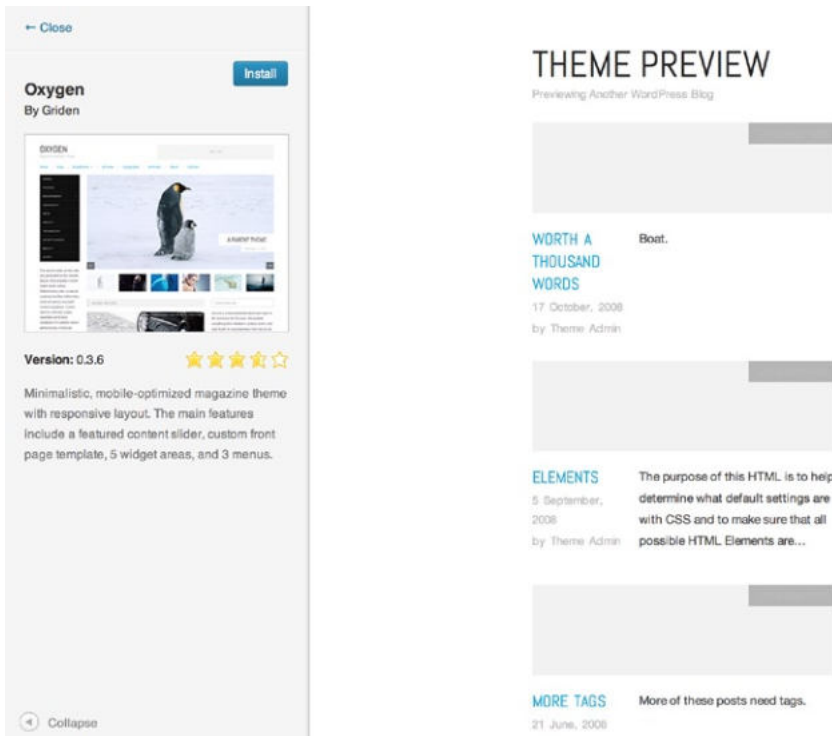 ← Close
Install
Oxygen
By Griden
OXYGEN
A PARENT THEME
Version: 0.3.6
Minimalistic, mobile-optimized magazine theme
with responsive layout. The main features
include a featured content slider, custom front
page template, 5 widget areas, and 3 menus.
Collapse
THEME PREVIEW
Previewing Another WordPress Blog
WORTH A
THOUSAND
WORDS
17 October, 2008
by Theme Admin
Boat.
ELEMENTS
5 September,
2008
by Theme Admin
The purpose of this HTML is to help
determine what default settings are
with CSS and to make sure that all
possible HTML Elements are...
MORE TAGS
21 June, 2008
More of these posts need tags.